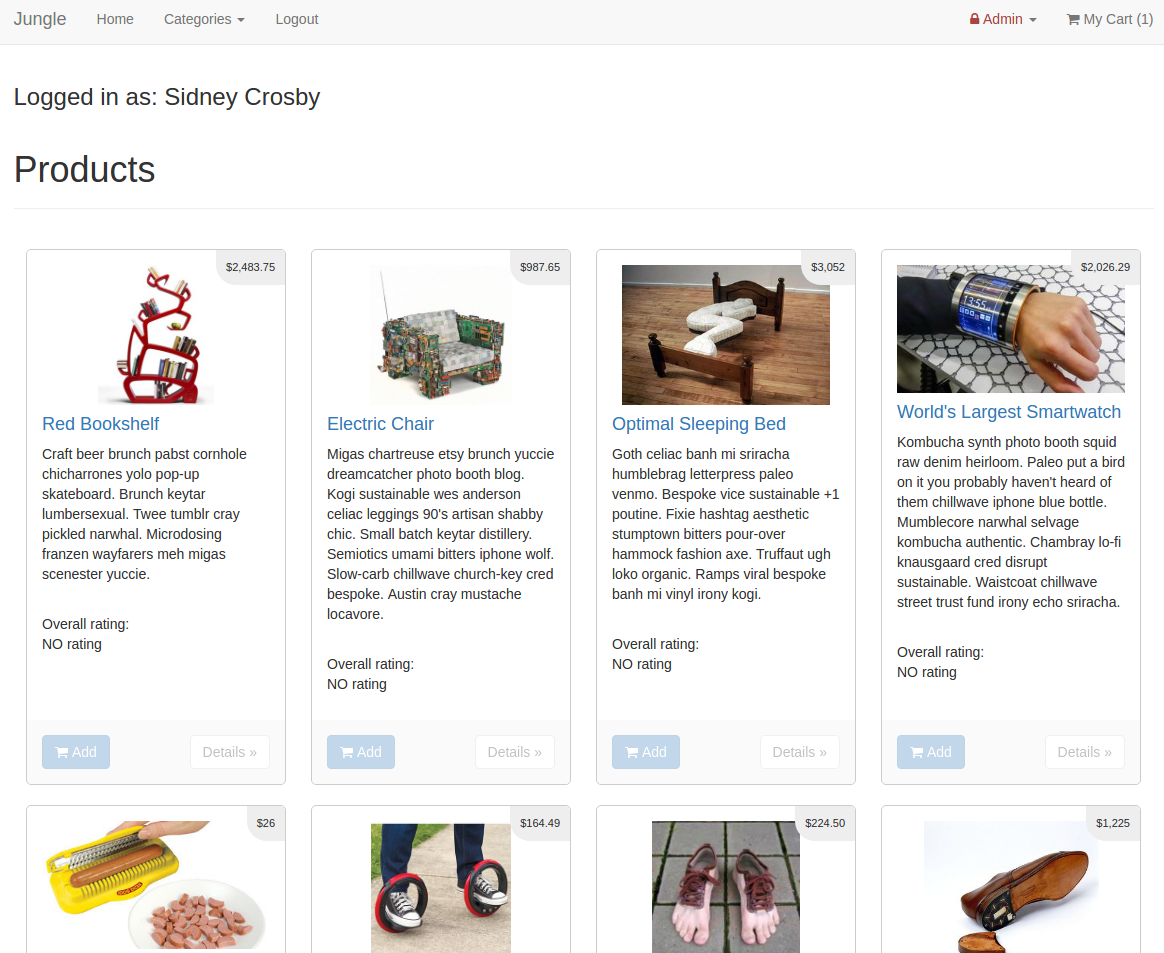 Jungle Home Categories Logout Admin My Cart (1)
Logged in as: Sidney Crosby
Products
$2,483.75
Red Bookshelf
Craft beer brunch pabst cornhole
chicharrones yolo pop-up
skateboard. Brunch keytar
lumbersexual. Twee tumblr cray
pickled narwhal. Microdosing
franzen wayfarers meh migas
scenester yuccie.
Overall rating:
NO rating
Add Details »
$987.65
Electric Chair
Migas chartreuse etsy brunch yuccie
dreamcatcher photo booth blog.
Kogi sustainable wes anderson
celiac leggings 90's artisan shabby
chic. Small batch keytar distillery.
Semiotics umami bitters iphone wolf.
Slow-carb chillwave church-key cred
bespoke. Austin cray mustache
locavore.
Overall rating:
NO rating
Add Details »
$3,052
Optimal Sleeping Bed
Goth celiac banh mi sriracha
humblebrag letterpress paleo
venmo. Bespoke vice sustainable +1
poutine. Fixie hashtag aesthetic
stumptown bitters pour-over
hammock fashion axe. Truffaut ugh
loko organic. Ramps viral bespoke
banh mi vinyl irony kogi.
Overall rating:
NO rating
Add Details »
$2,026.29
13:55
World's Largest Smartwatch
Kombucha synth photo booth squid
raw denim heirloom. Paleo put a bird
on it you probably haven't heard of
them chillwave iphone blue bottle.
Mumblecore narwhal selvage
kombucha authentic. Chambray lo-fi
knausgaard cred disrupt
sustainable. Waistcoat chillwave
street trust fund irony echo sriracha.
Overall rating:
NO rating
Add Details »
$26
$164.49
$224.50
$1,225